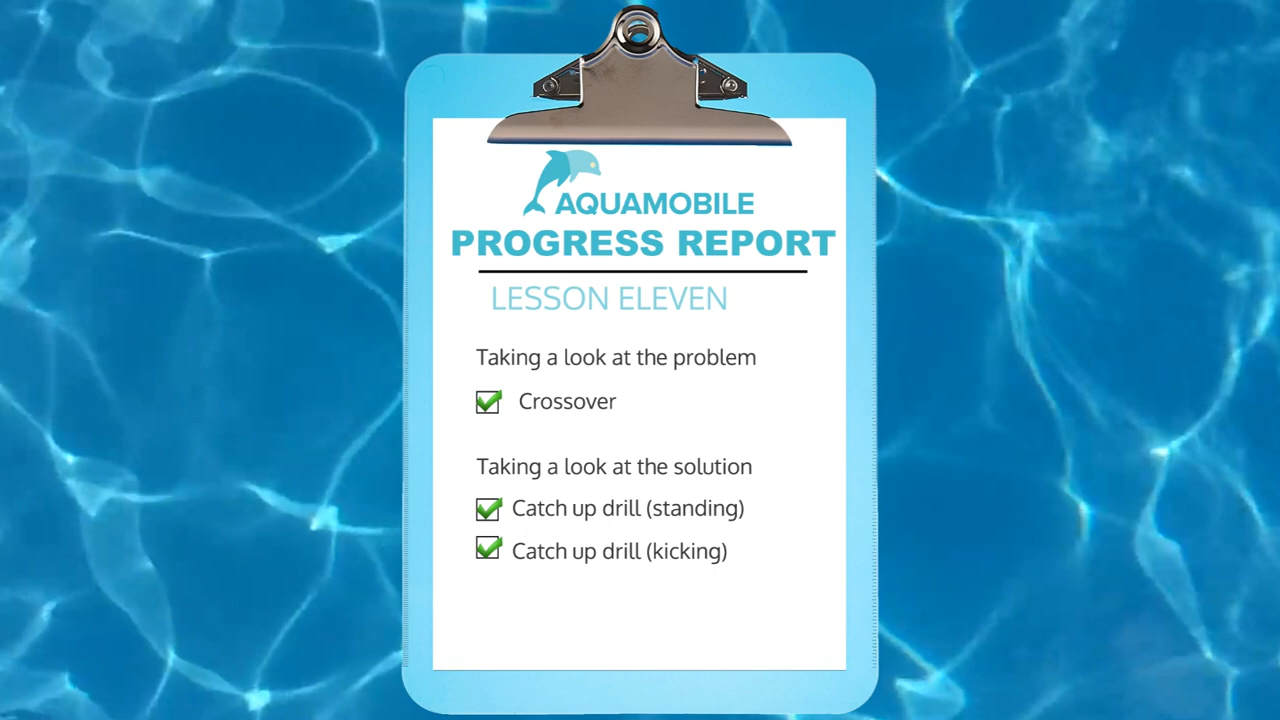 AQUAMOBILE
PROGRESS REPORT
LESSON ELEVEN
Taking a look at the problem
Crossover
Taking a look at the solution
Catch up drill (standing)
Catch up drill (kicking)